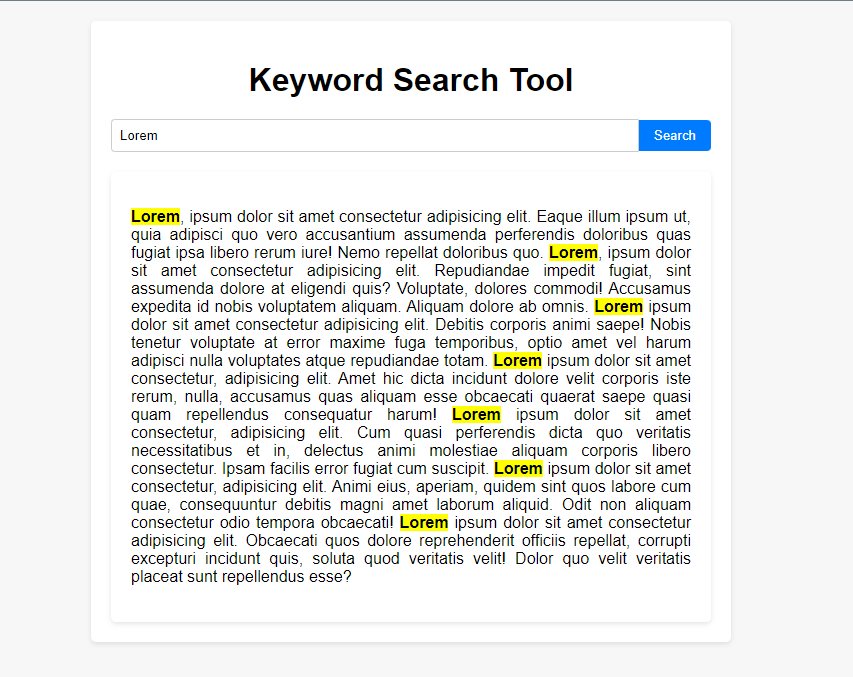 Keyword Search Tool
Lorem
Search
Lorem, ipsum dolor sit amet consectetur adipisicing elit. Eaque illum ipsum ut,
quia adipisci quo vero accusantium assumenda perferendis doloribus quas
fugiat ipsa libero rerum iure! Nemo repellat doloribus quo. Lorem, ipsum dolor
sit amet consectetur adipisicing elit. Repudiandae impedit fugiat, sint
assumenda dolore at eligendi quis? Voluptate, dolores commodi! Accusamus
expedita id nobis voluptatem aliquam. Aliquam dolore ab omnis. Lorem ipsum
dolor sit amet consectetur adipisicing elit. Debitis corporis animi saepe! Nobis
tenetur voluptate at error maxime fuga temporibus, optio amet vel harum
adipisci nulla voluptates atque repudiandae totam. Lorem ipsum dolor sit amet
consectetur, adipisicing elit. Amet hic dicta incidunt dolore velit corporis iste
rerum, nulla, accusamus quas aliquam esse obcaecati quaerat saepe quasi
quam repellendus consequatur harum! Lorem ipsum dolor sit amet
consectetur, adipisicing elit. Cum quasi perferendis dicta quo veritatis
necessitatibus et in, delectus animi molestiae aliquam corporis libero
consectetur. Ipsam facilis error fugiat cum suscipit. Lorem ipsum dolor sit amet
consectetur, adipisicing elit. Animi eius, aperiam, quidem sint quos labore cum
quae, consequuntur debitis magni amet laborum aliquid. Odit non aliquam
consectetur odio tempora obcaecati! Lorem ipsum dolor sit amet consectetur
adipisicing elit. Obcaecati quos dolore reprehenderit officiis repellat, corrupti
excepturi incidunt quis, soluta quod veritatis velit! Dolor quo velit veritatis
placeat sunt repellendus esse?